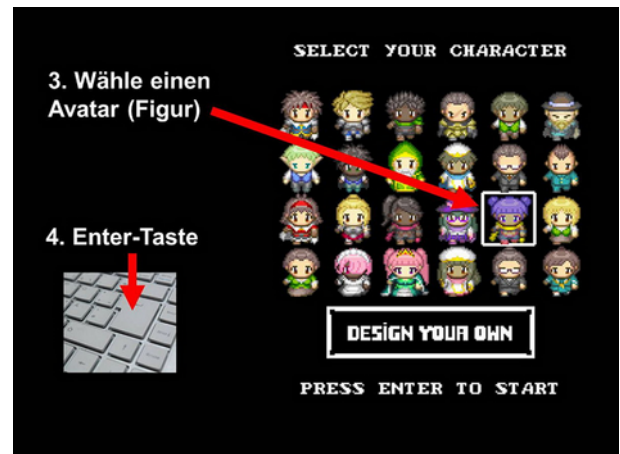 SELECT YOUR CHARACTER
3. Wähle einen
Avatar (Figur)
4. Enter-Taste
DESIGN YOUR OWN
PRESS ENTER TO START